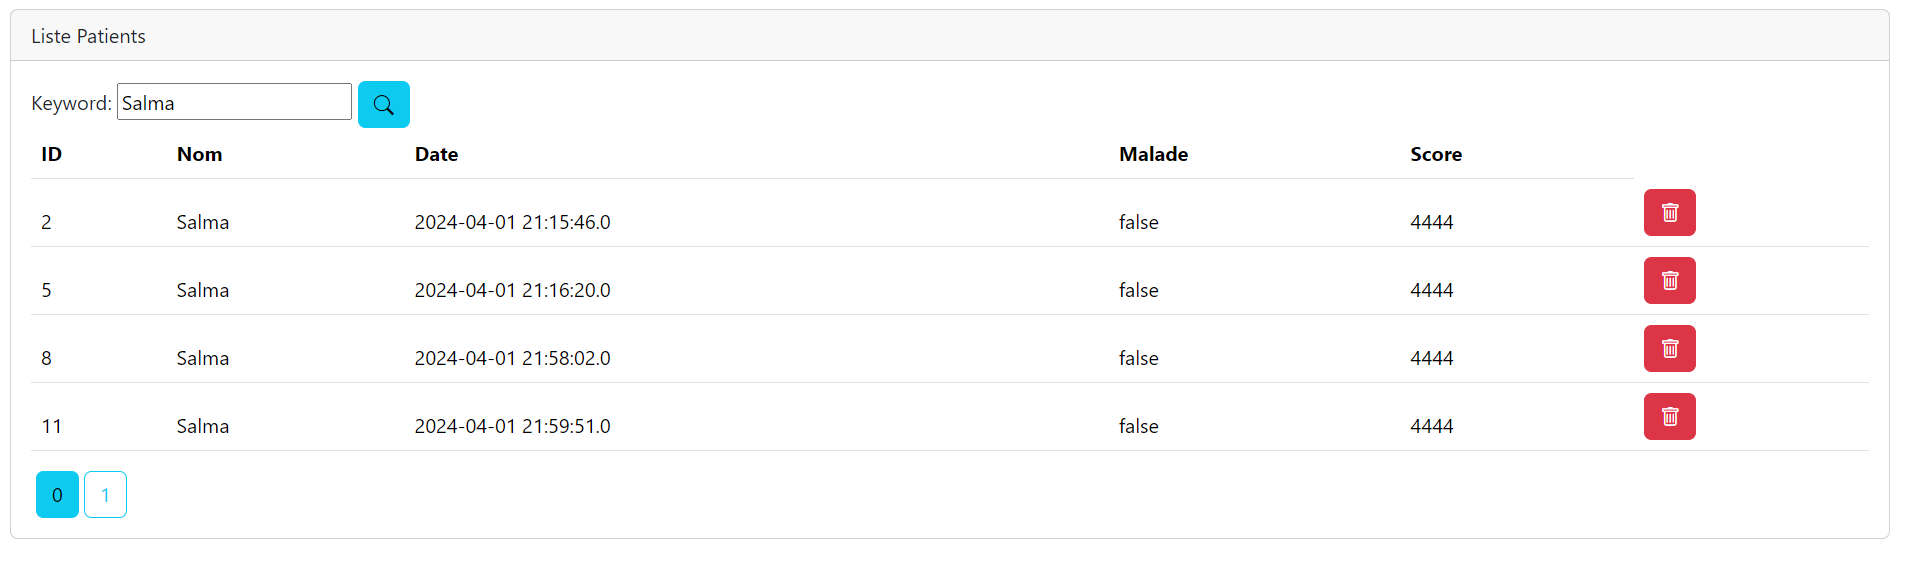 Liste Patients
Keyword: Salma
ID Nom Date Malade Score
2 Salma 2024-04-01 21:15:46.0 false 4444
5 Salma 2024-04-01 21:16:20.0 false 4444
8 Salma 2024-04-01 21:58:02.0 false 4444
11 Salma 2024-04-01 21:59:51.0 false 4444
0 1